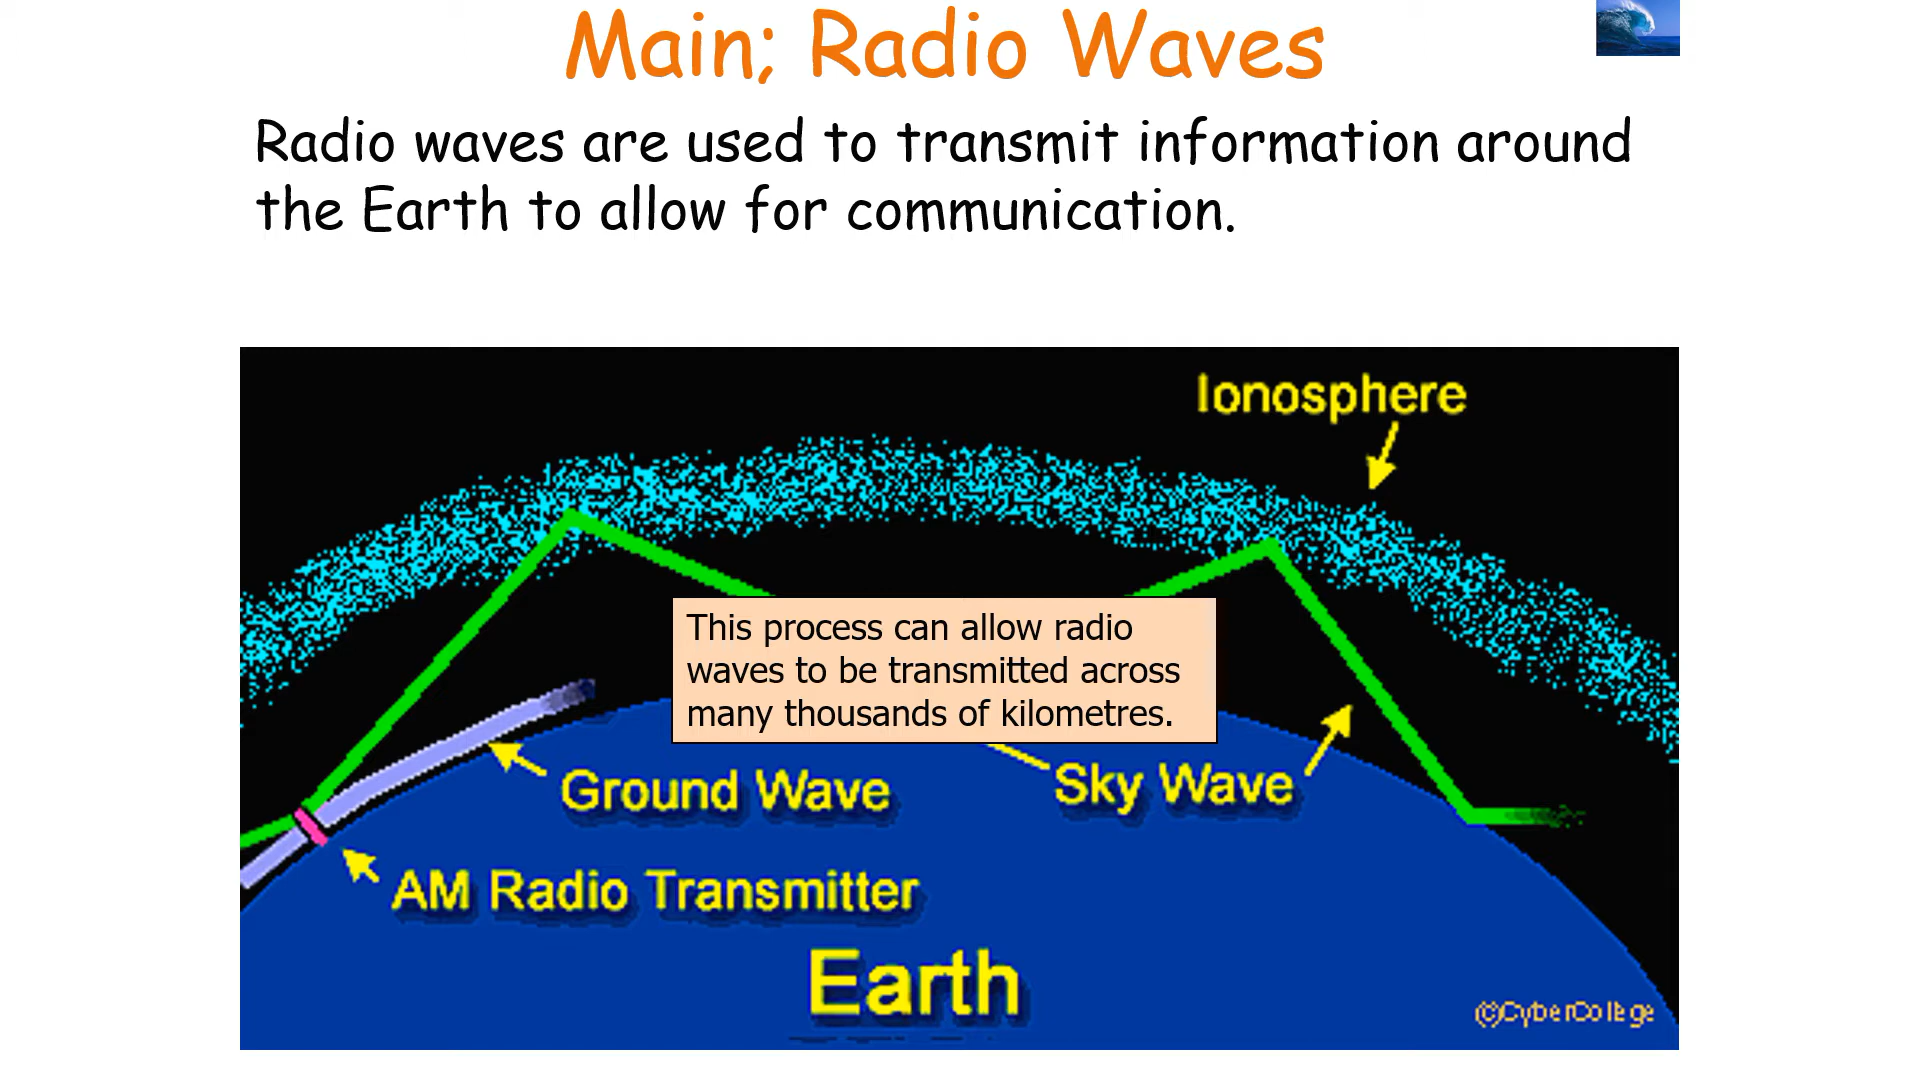 Main; Radio Waves
Radio waves are used to transmit information around
the Earth to allow for communication.
Ionosphere
This process can allow radio
waves to be transmitted across
many thousands of kilometres.
Ground Wave
Sky Wave
AM Radio Transmitter
Earth
©CyberCollege